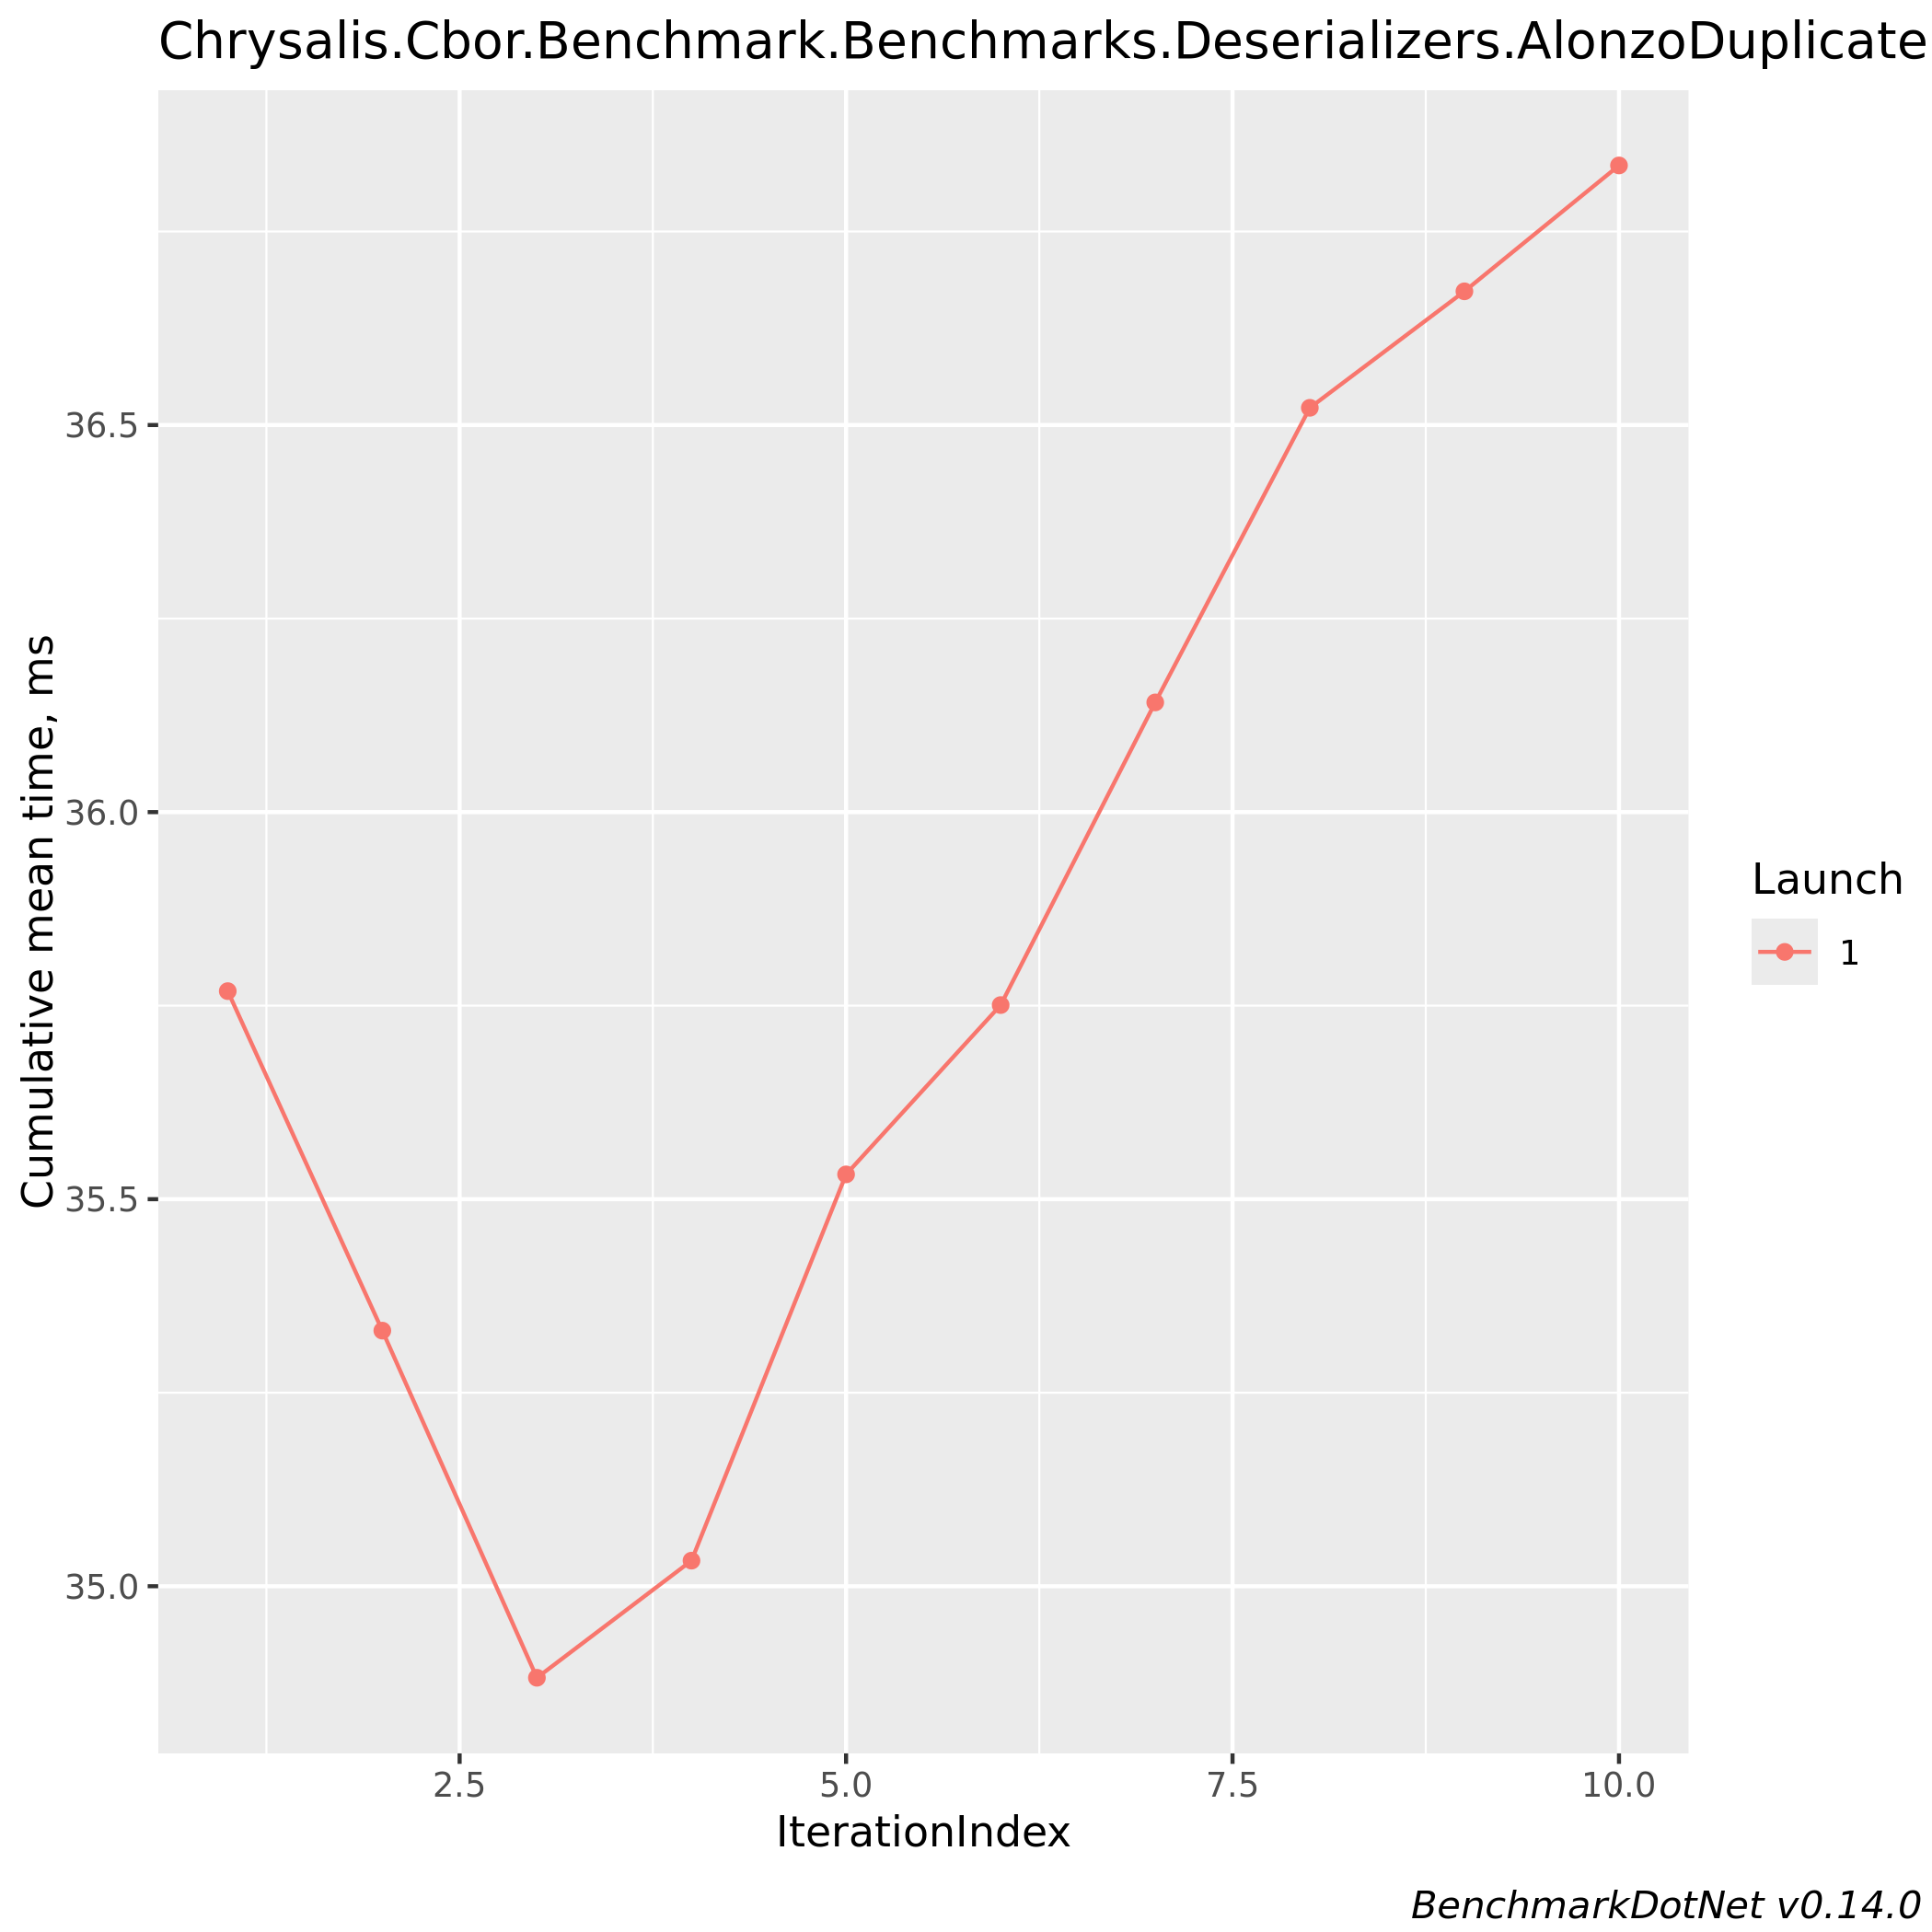 Chrysalis.Cbor.Benchmark.Benchmarks.Deserializers.AlonzoDuplicate
Cumulative mean time, ms
36.5
36.0
35.5
35.0
2.5 5.0 7.5 10.0
IterationIndex
Launch
1
BenchmarkDotNet v0.14.0